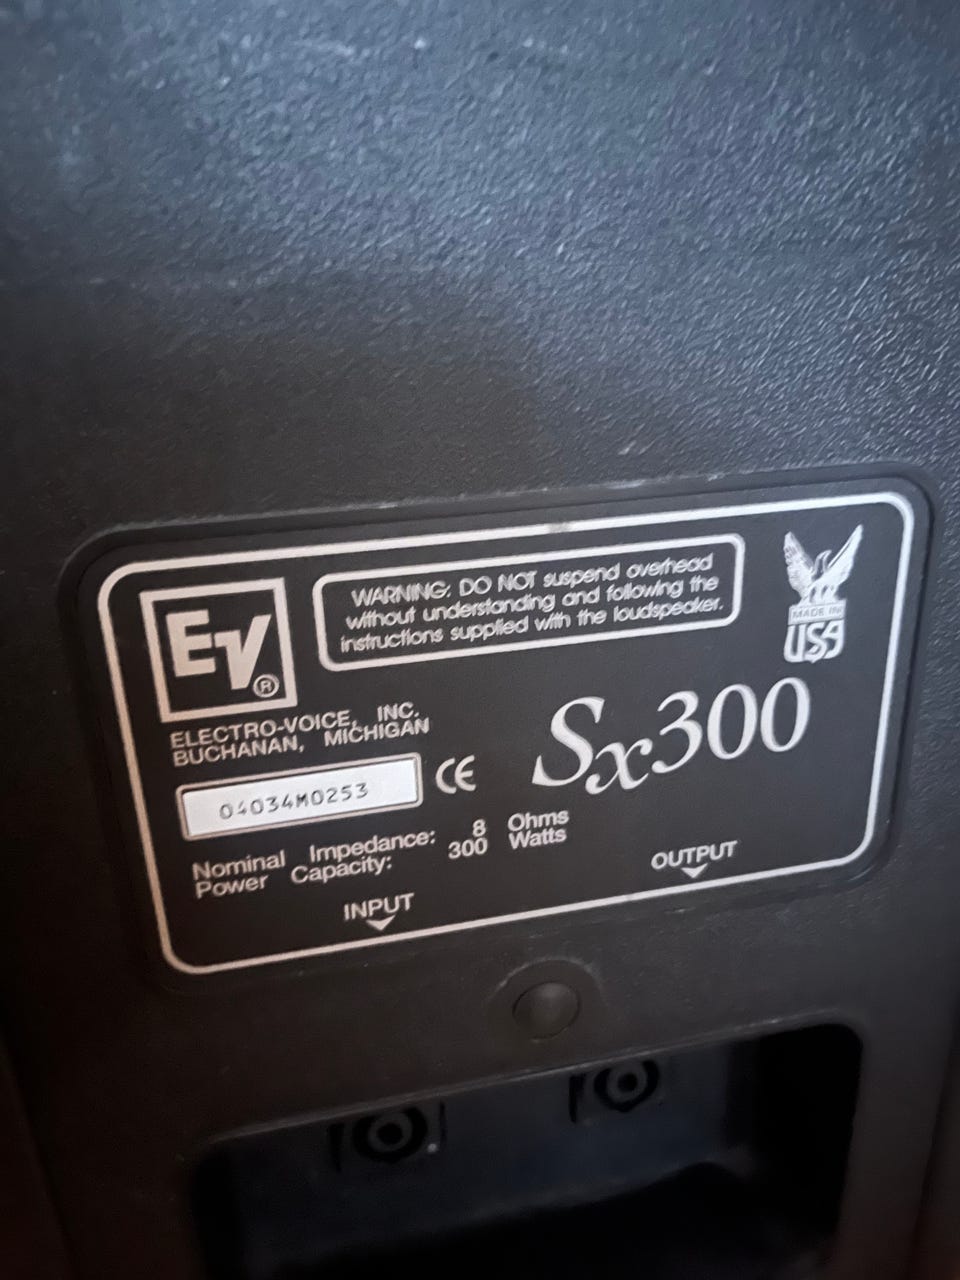 EV®
WARNING: DO NOT suspend overhead
without understanding and following the
instructions supplied with the loudspeaker.
MADE IN
USA
ELECTRO-VOICE, INC.
BUCHANAN, MICHIGAN
Sx300
04034M0253
CE
Nominal Impedance: 8 Ohms
Power Capacity: 300 Watts
INPUT
OUTPUT